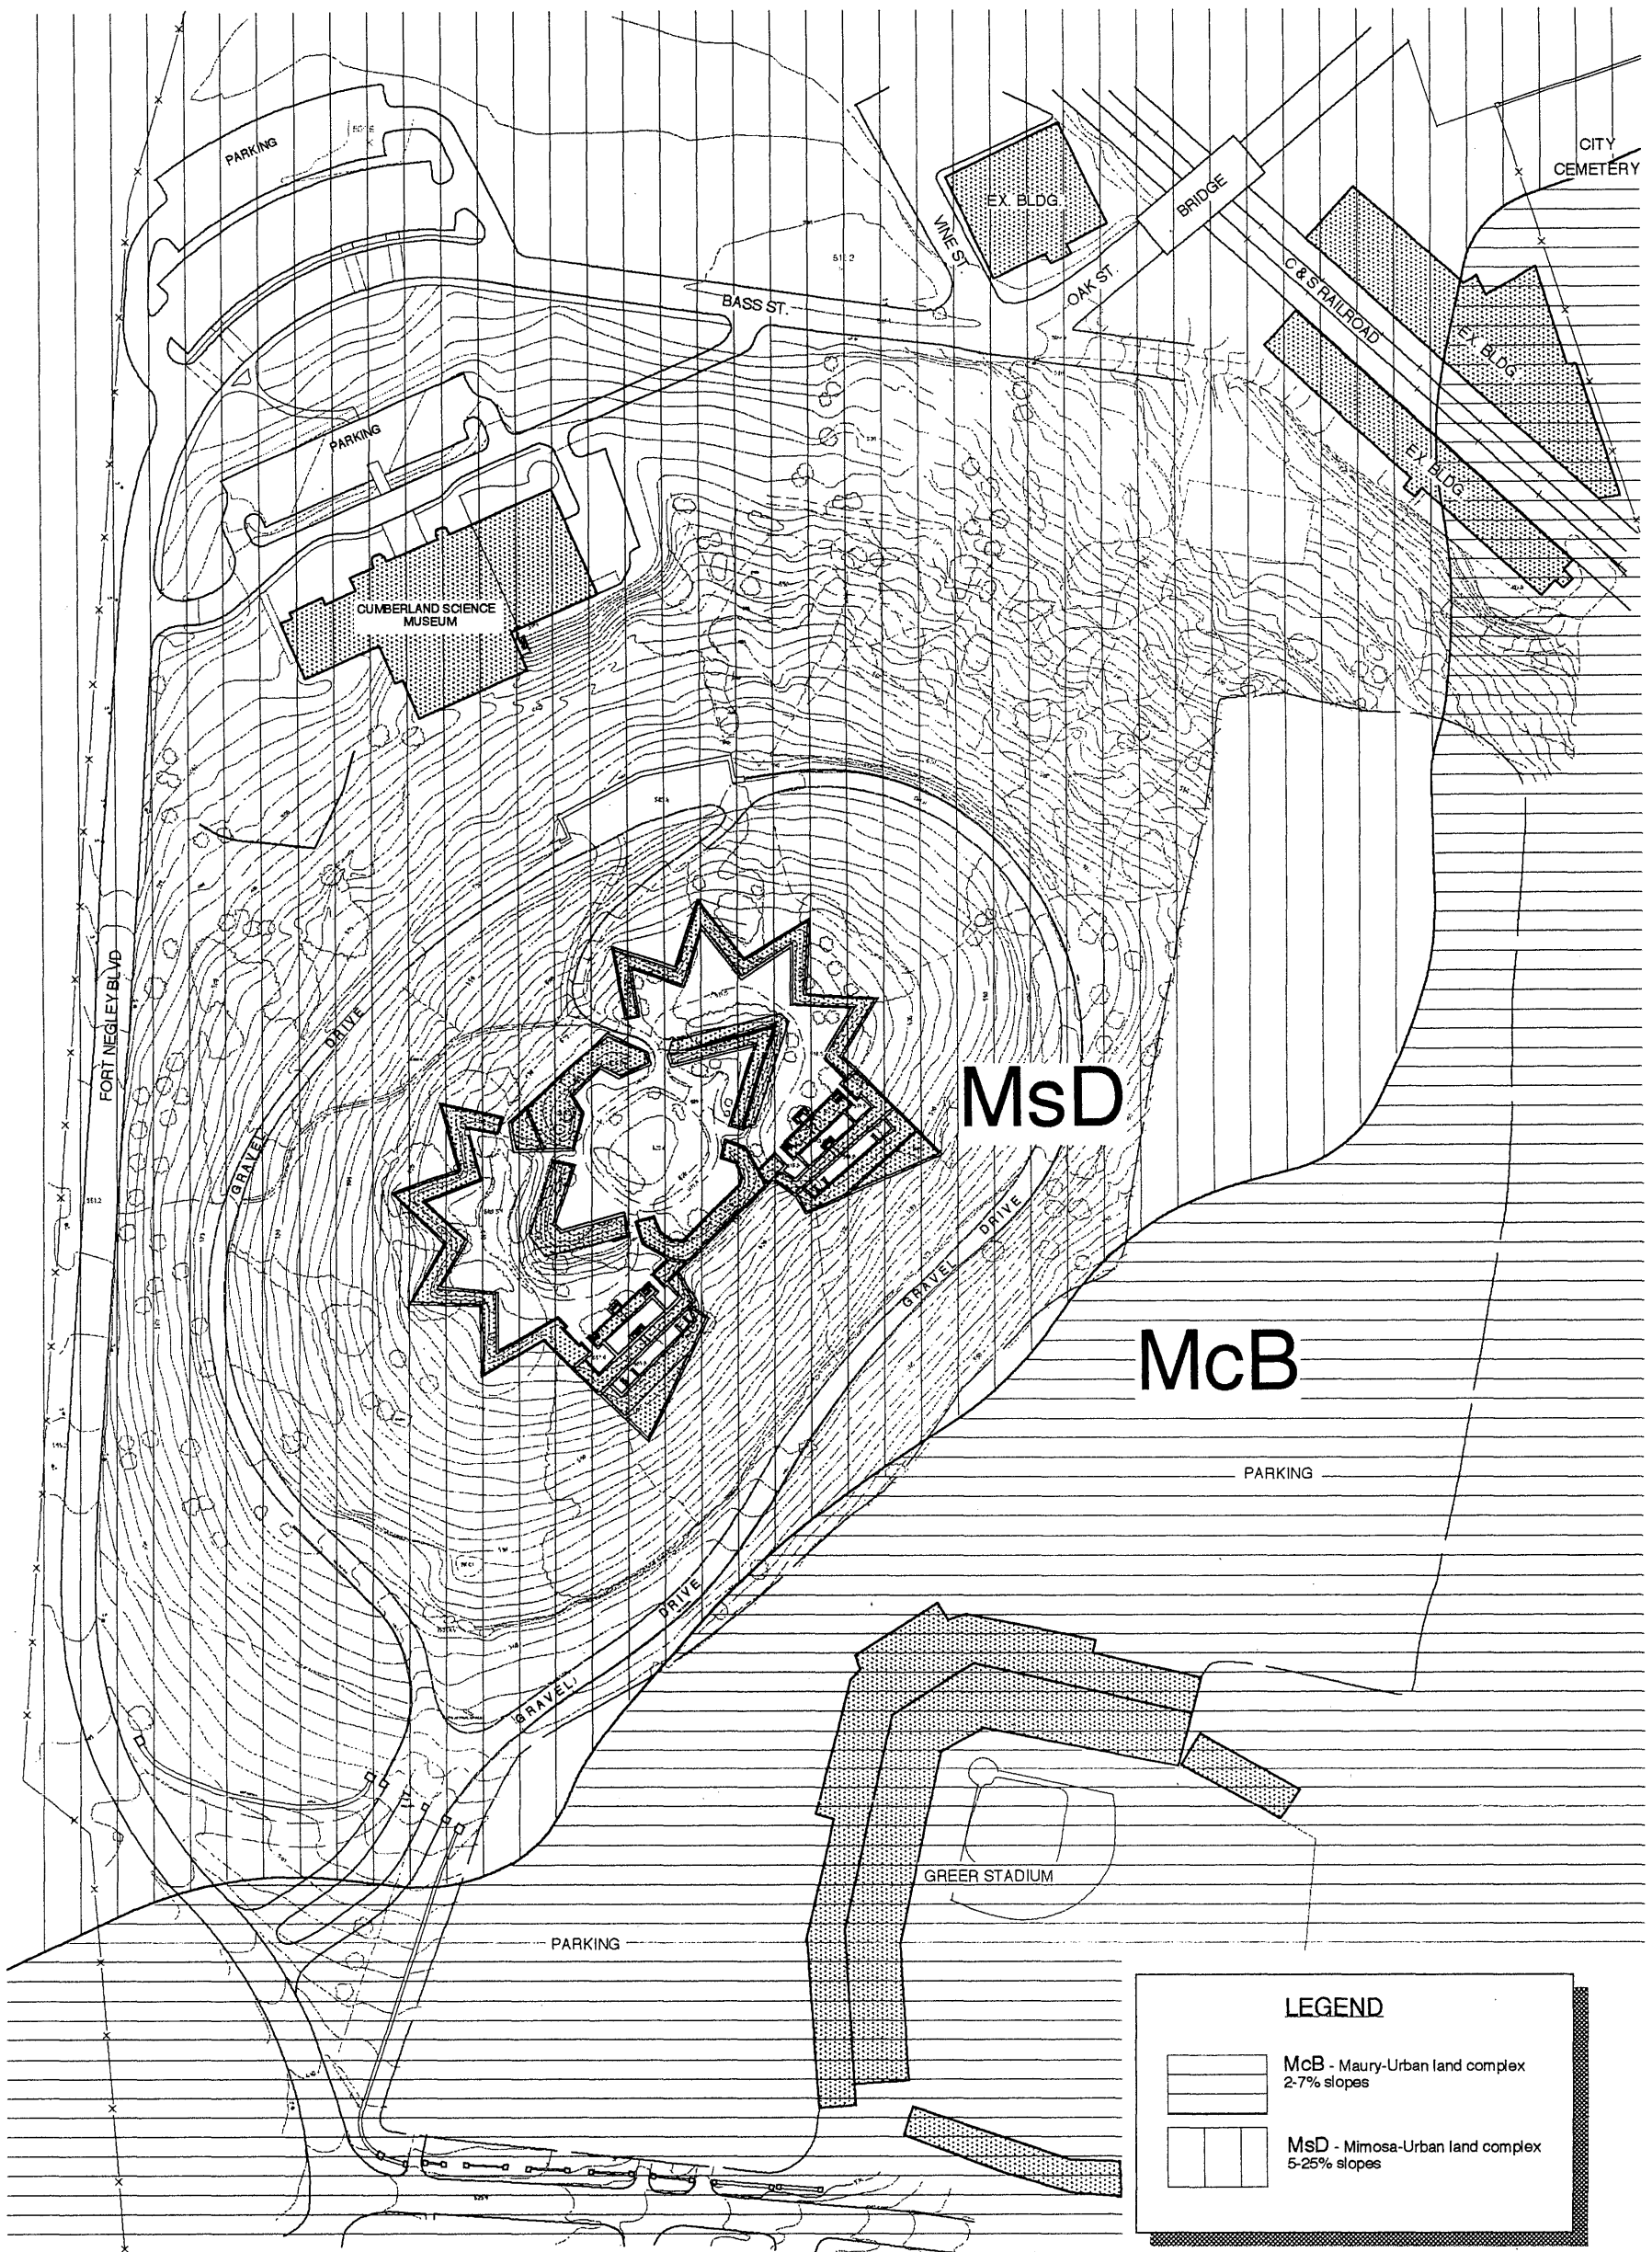 CITY
CEMETERY
PARKING
EX. BLDG.
BRIDGE
VINE ST.
OAK ST.
C & S RAILROAD
BASS ST.
EX. BLDG.
PARKING
EX. BLDG.
CUMBERLAND SCIENCE
MUSEUM
FORT NEGLEY BLVD
DRIVE
MsD
GRAVEL
DRIVE
GRAVEL
McB
PARKING
DRIVE
GRAVEL
GREER STADIUM
PARKING
LEGEND
McB - Maury-Urban land complex
2-7% slopes
MsD - Mimosa-Urban land complex
5-25% slopes